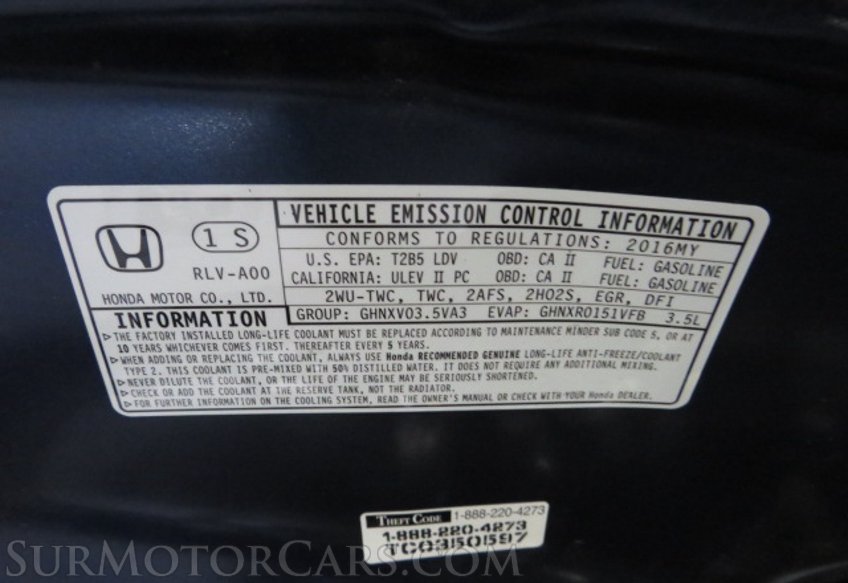 1 S
RLV-A00
HONDA MOTOR CO., LTD.
VEHICLE EMISSION CONTROL INFORMATION
CONFORMS TO REGULATIONS: 2016MY
U.S. EPA: T2B5 LDV OBD: CA II FUEL: GASOLINE
CALIFORNIA: ULEV II PC OBD: CA II FUEL: GASOLINE
2WU-TWC, TWC, 2AFS, 2HO2S, EGR, DFI
GROUP: GHNXV03.5VA3 EVAP: GHNXR0151VFB 3.5L
INFORMATION
▷THE FACTORY INSTALLED LONG-LIFE COOLANT MUST BE REPLACED ACCORDING TO MAINTENANCE MINDER SUB CODE 5, OR AT
10 YEARS WHICHEVER COMES FIRST. THEREAFTER EVERY 5 YEARS.
▷WHEN ADDING OR REPLACING THE COOLANT, ALWAYS USE Honda RECOMMENDED GENUINE LONG-LIFE ANTI-FREEZE/COOLANT
TYPE 2. THIS COOLANT IS PRE-MIXED WITH 50% DISTILLED WATER. IT DOES NOT REQUIRE ANY ADDITIONAL MIXING.
▷NEVER DILUTE THE COOLANT, OR THE LIFE OF THE ENGINE MAY BE SERIOUSLY SHORTENED.
▷CHECK OR ADD THE COOLANT AT THE RESERVE TANK, NOT THE RADIATOR.
▷FOR FURTHER INFORMATION ON THE COOLING SYSTEM, READ THE OWNER'S MANUAL OR CHECK WITH YOUR Honda DEALER.
THEFT CODE 1-888-220-4273
1-888-220-4273
TC0350597
SURMOTORCARS.COM